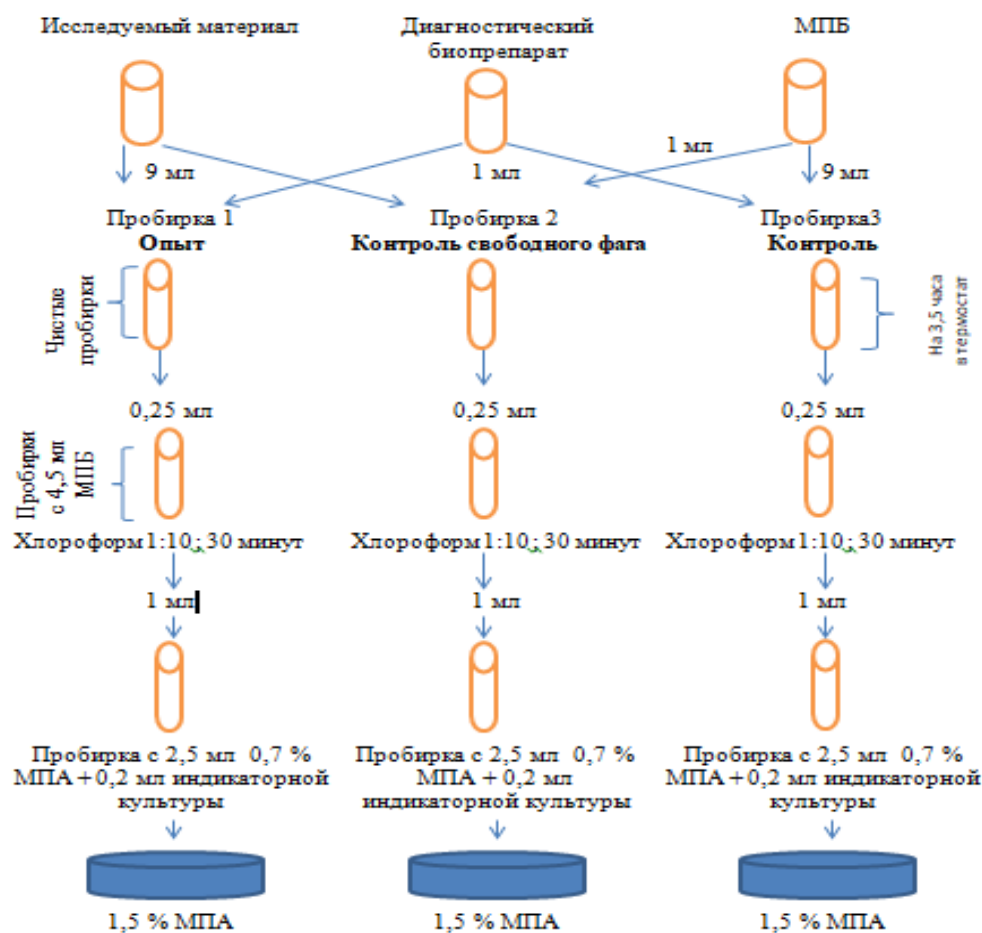 Исследуемый материал
Диагностический
биопрепарат
МПБ
1 мл
9 мл
1 мл
9 мл
Пробирка 1
Опыт
Пробирка 2
Контроль свободного фага
Пробирка3
Контроль
Чистые
пробирки
На 3,5 часа
в термостат
0,25 мл
0,25 мл
0,25 мл
Пробирки
с 4,5 мл
МПБ
Хлороформ 1:10 ; 30 минут
Хлороформ 1:10 ; 30 минут
Хлороформ 1:10 ; 30 минут
1 мл
1 мл
1 мл
Пробирка с 2,5 мл 0,7 %
МПА + 0,2 мл индикаторной
культуры
Пробирка с 2,5 мл 0,7 %
МПА + 0,2 мл
индикаторной культуры
Пробирка с 2,5 мл 0,7 %
МПА + 0,2 мл индикаторной
культуры
1,5 % МПА
1,5 % МПА
1,5 % МПА